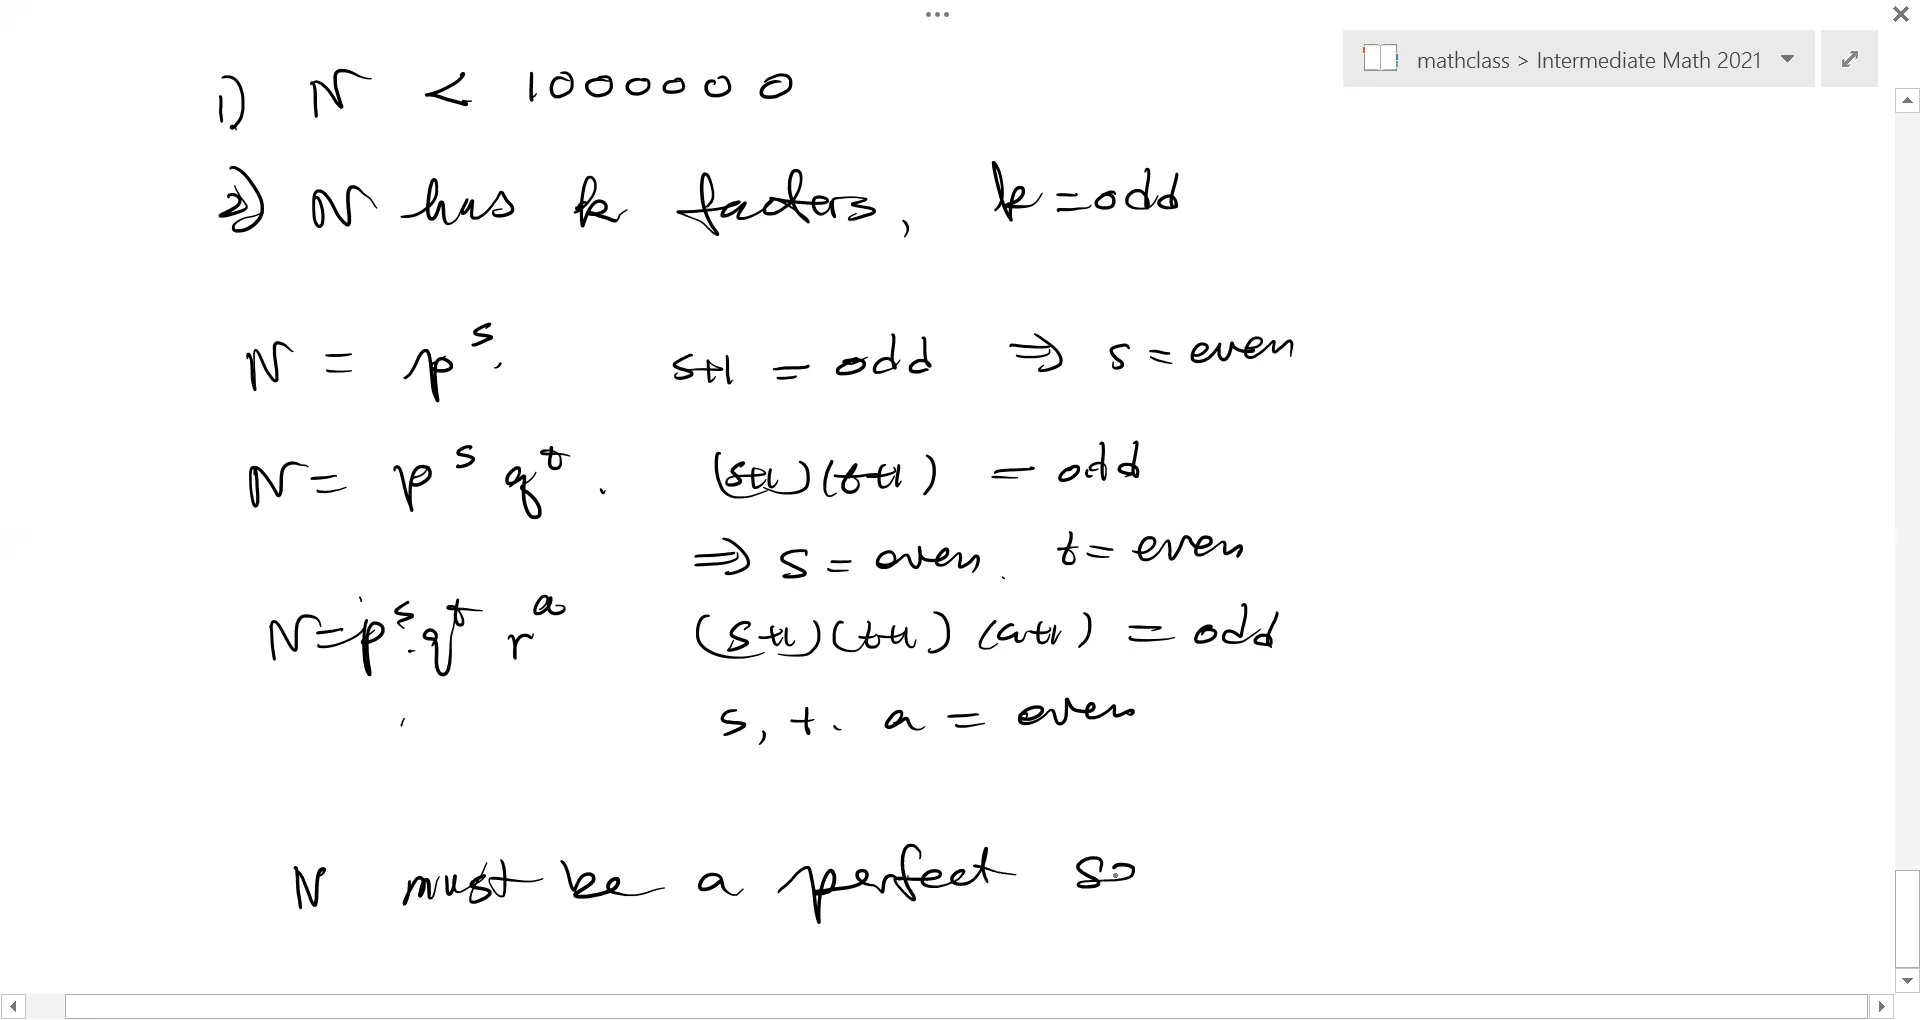 mathclass > Intermediate Math 2021
1) N < 1000000
2) N has k factors, k = odd
N = p^s. s+1 = odd ⇒ s = even
N = p^s q^t. (s+1)(t+1) = odd
⇒ s = even. t = even
N = p^s. q^t r^a (s+1)(t+1)(a+1) = odd
s, t. a = even
N must be a perfect